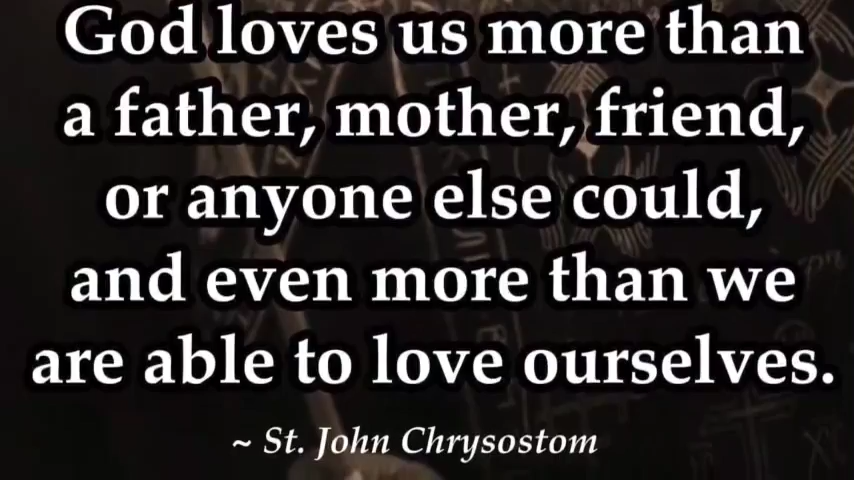 God loves us more than
a father, mother, friend,
or anyone else could,
and even more than we
are able to love ourselves.
~ St. John Chrysostom